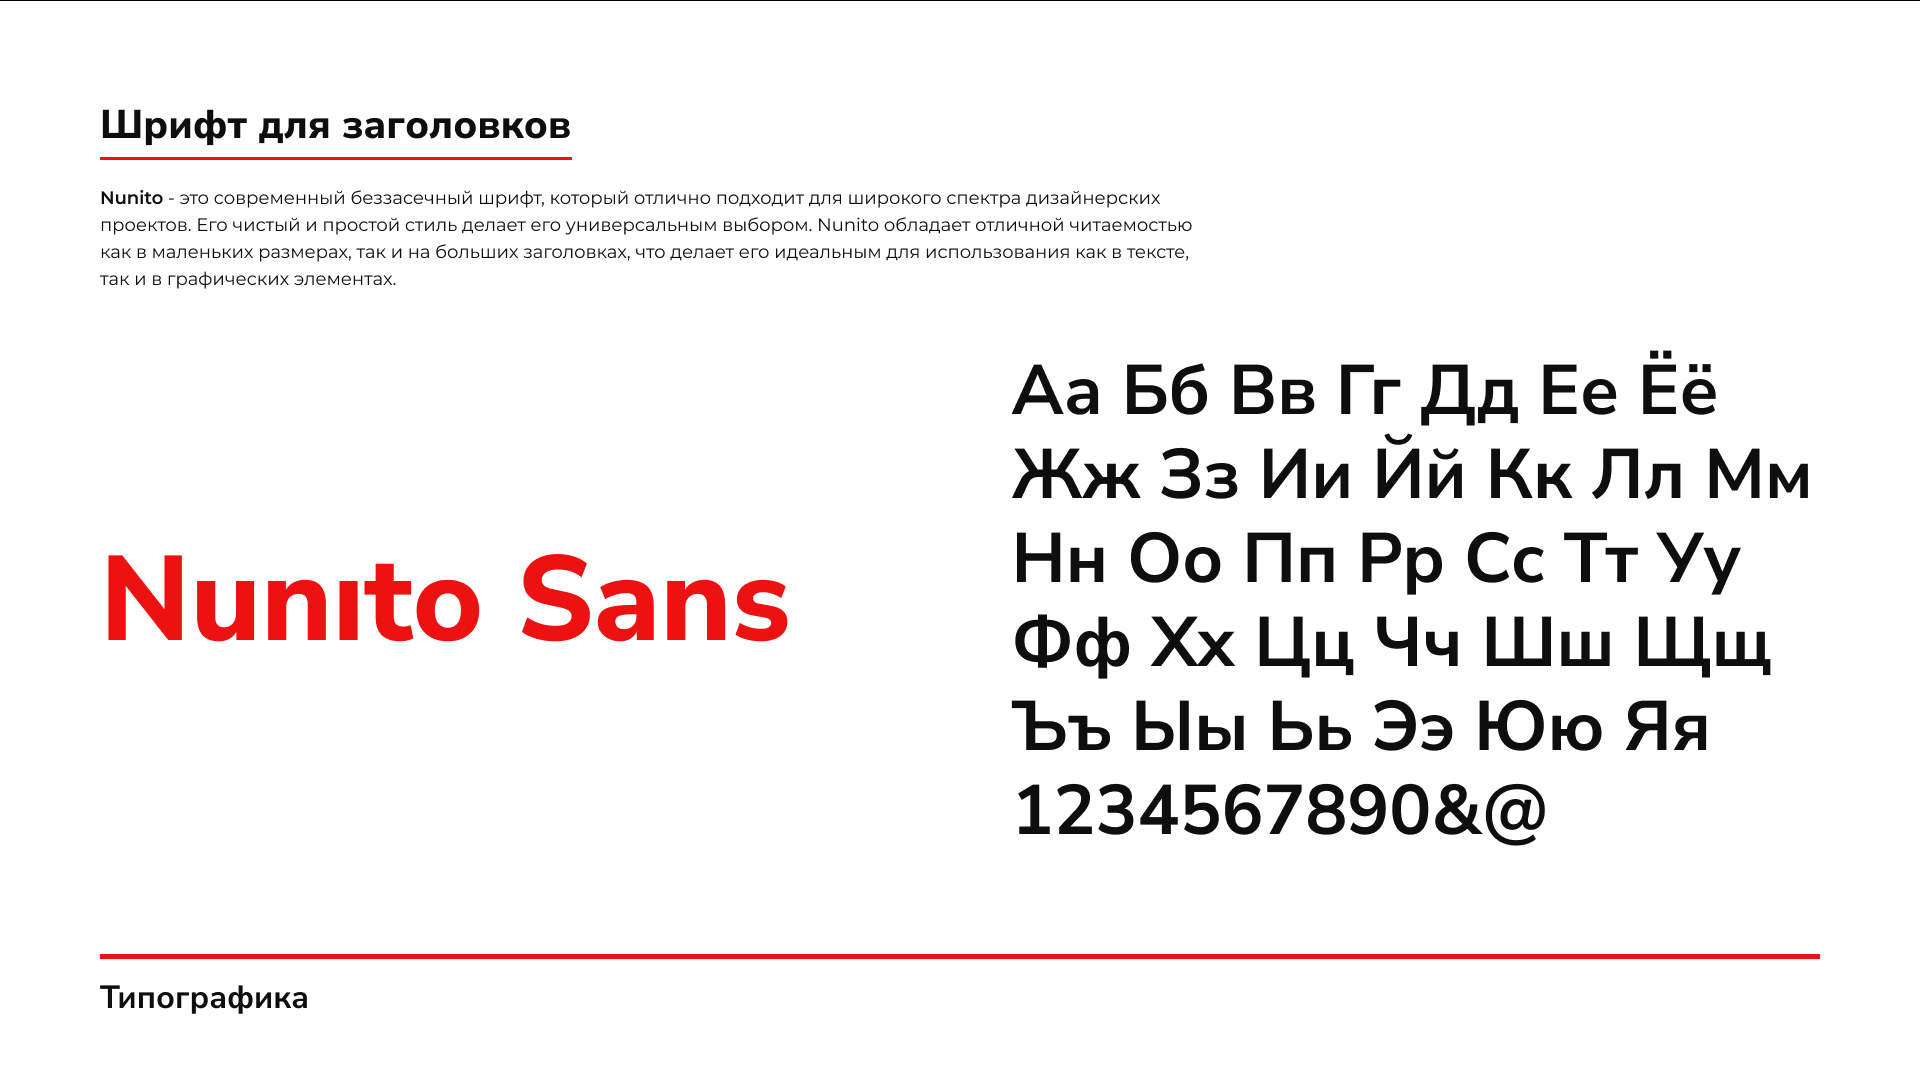 Шрифт для заголовков
Nunito - это современный беззасечный шрифт, который отлично подходит для широкого спектра дизайнерских
проектов. Его чистый и простой стиль делает его универсальным выбором. Nunito обладает отличной читаемостью
как в маленьких размерах, так и на больших заголовках, что делает его идеальным для использования как в тексте,
так и в графических элементах.
Nunıto Sans
Аа Бб Вв Гг Дд Ее Ёё
Жж Зз Ии Йй Кк Лл Мм
Нн Оо Пп Рр Сс Тт Уу
Фф Хх Цц Чч Шш Щщ
Ъъ Ыы Ьь Ээ Юю Яя
1234567890&@
Типографика